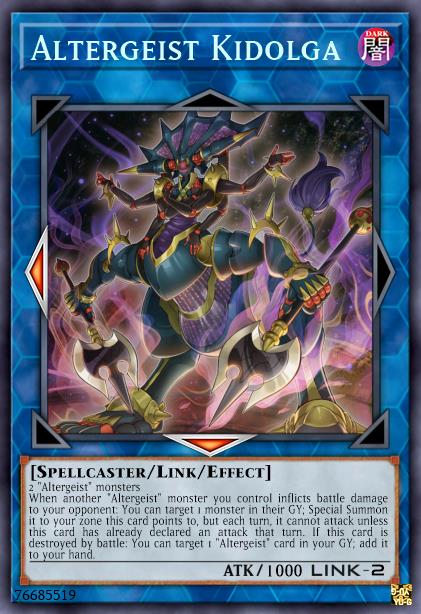 Altergeist Kidolga
DARK
闇
[Spellcaster/Link/Effect]
2 "Altergeist" monsters
When another "Altergeist" monster you control inflicts battle damage
to your opponent: You can target 1 monster in their GY; Special Summon
it to your zone this card points to, but each turn, it cannot attack unless
this card has already declared an attack that turn. If this card is
destroyed by battle: You can target 1 "Altergeist" card in your GY; add it
to your hand.
ATK/1000 LINK-2
76685519